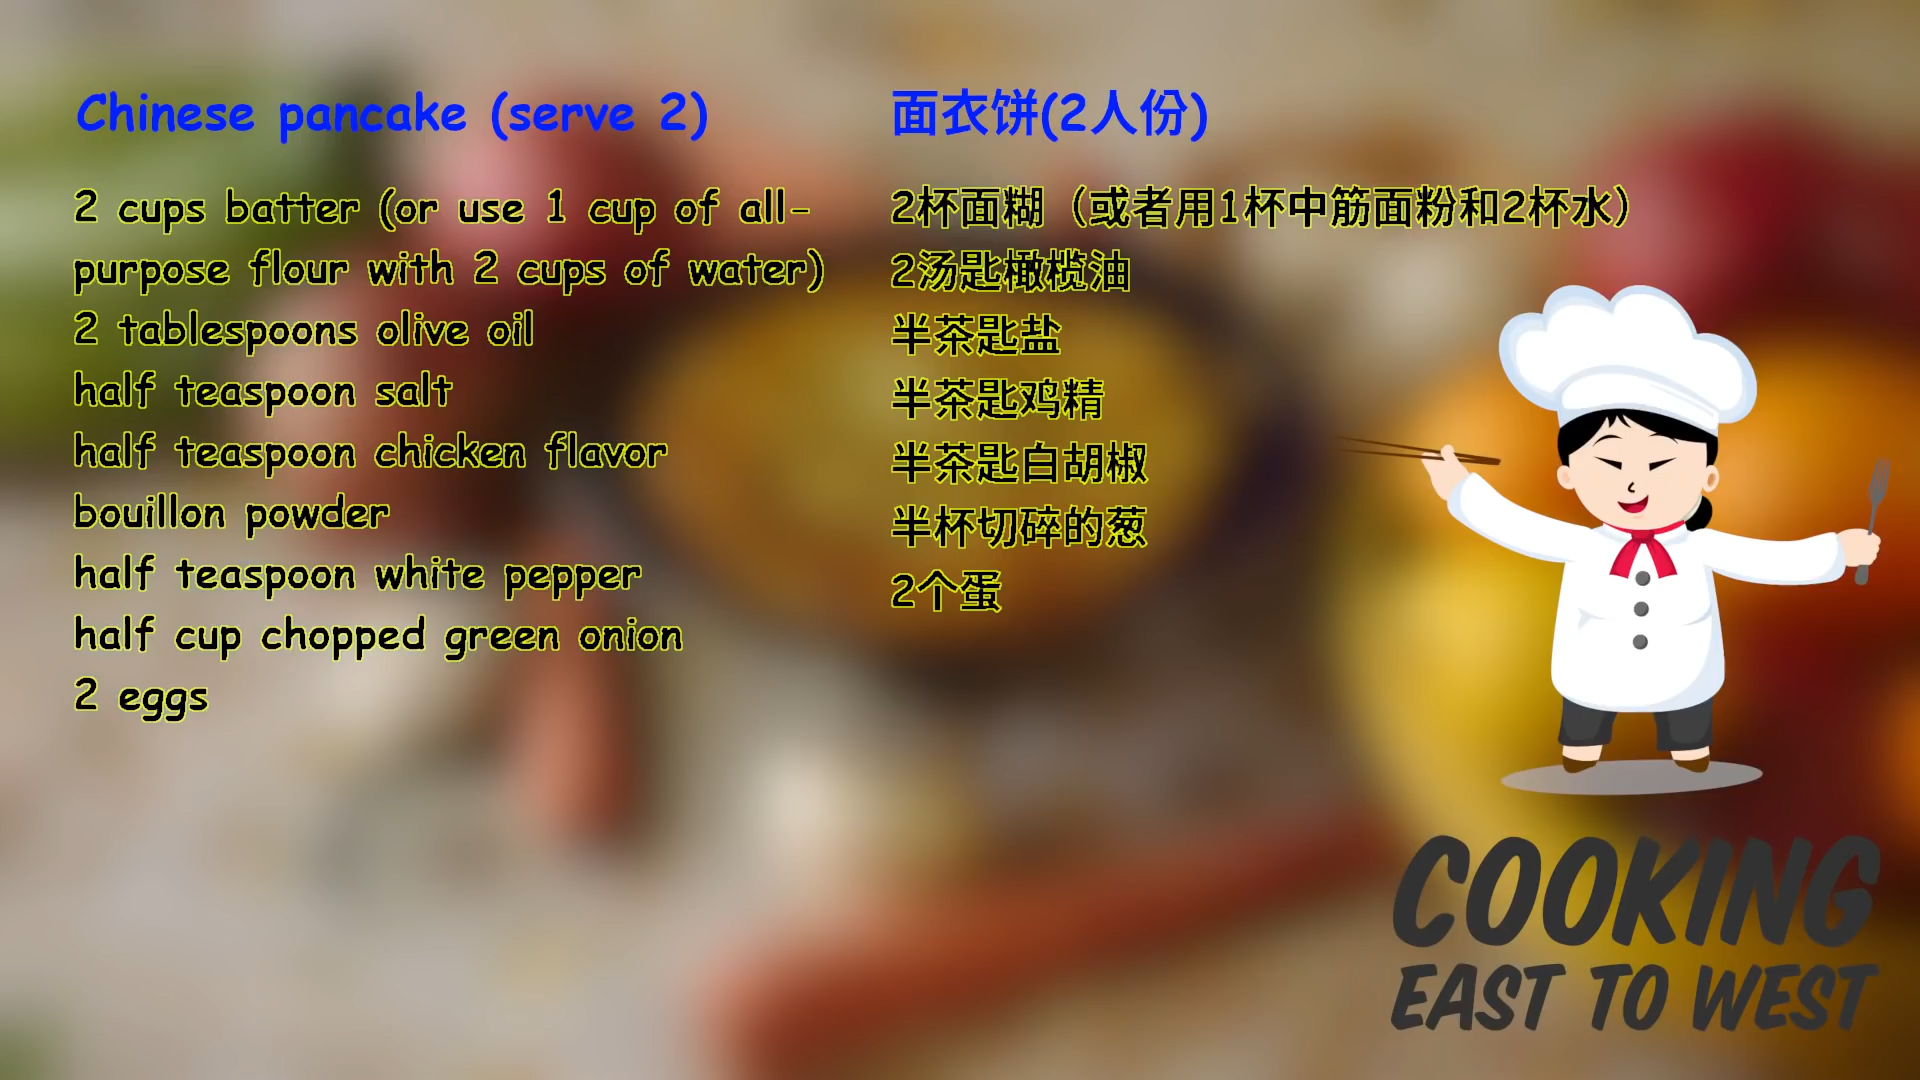 Chinese pancake (serve 2)
2 cups batter (or use 1 cup of all-
purpose flour with 2 cups of water)
2 tablespoons olive oil
half teaspoon salt
half teaspoon chicken flavor
bouillon powder
half teaspoon white pepper
half cup chopped green onion
2 eggs
面衣饼(2人份)
2杯面糊（或者用1杯中筋面粉和2杯水）
2汤匙橄榄油
半茶匙盐
半茶匙鸡精
半茶匙白胡椒
半杯切碎的葱
2个蛋
COOKING
EAST TO WEST